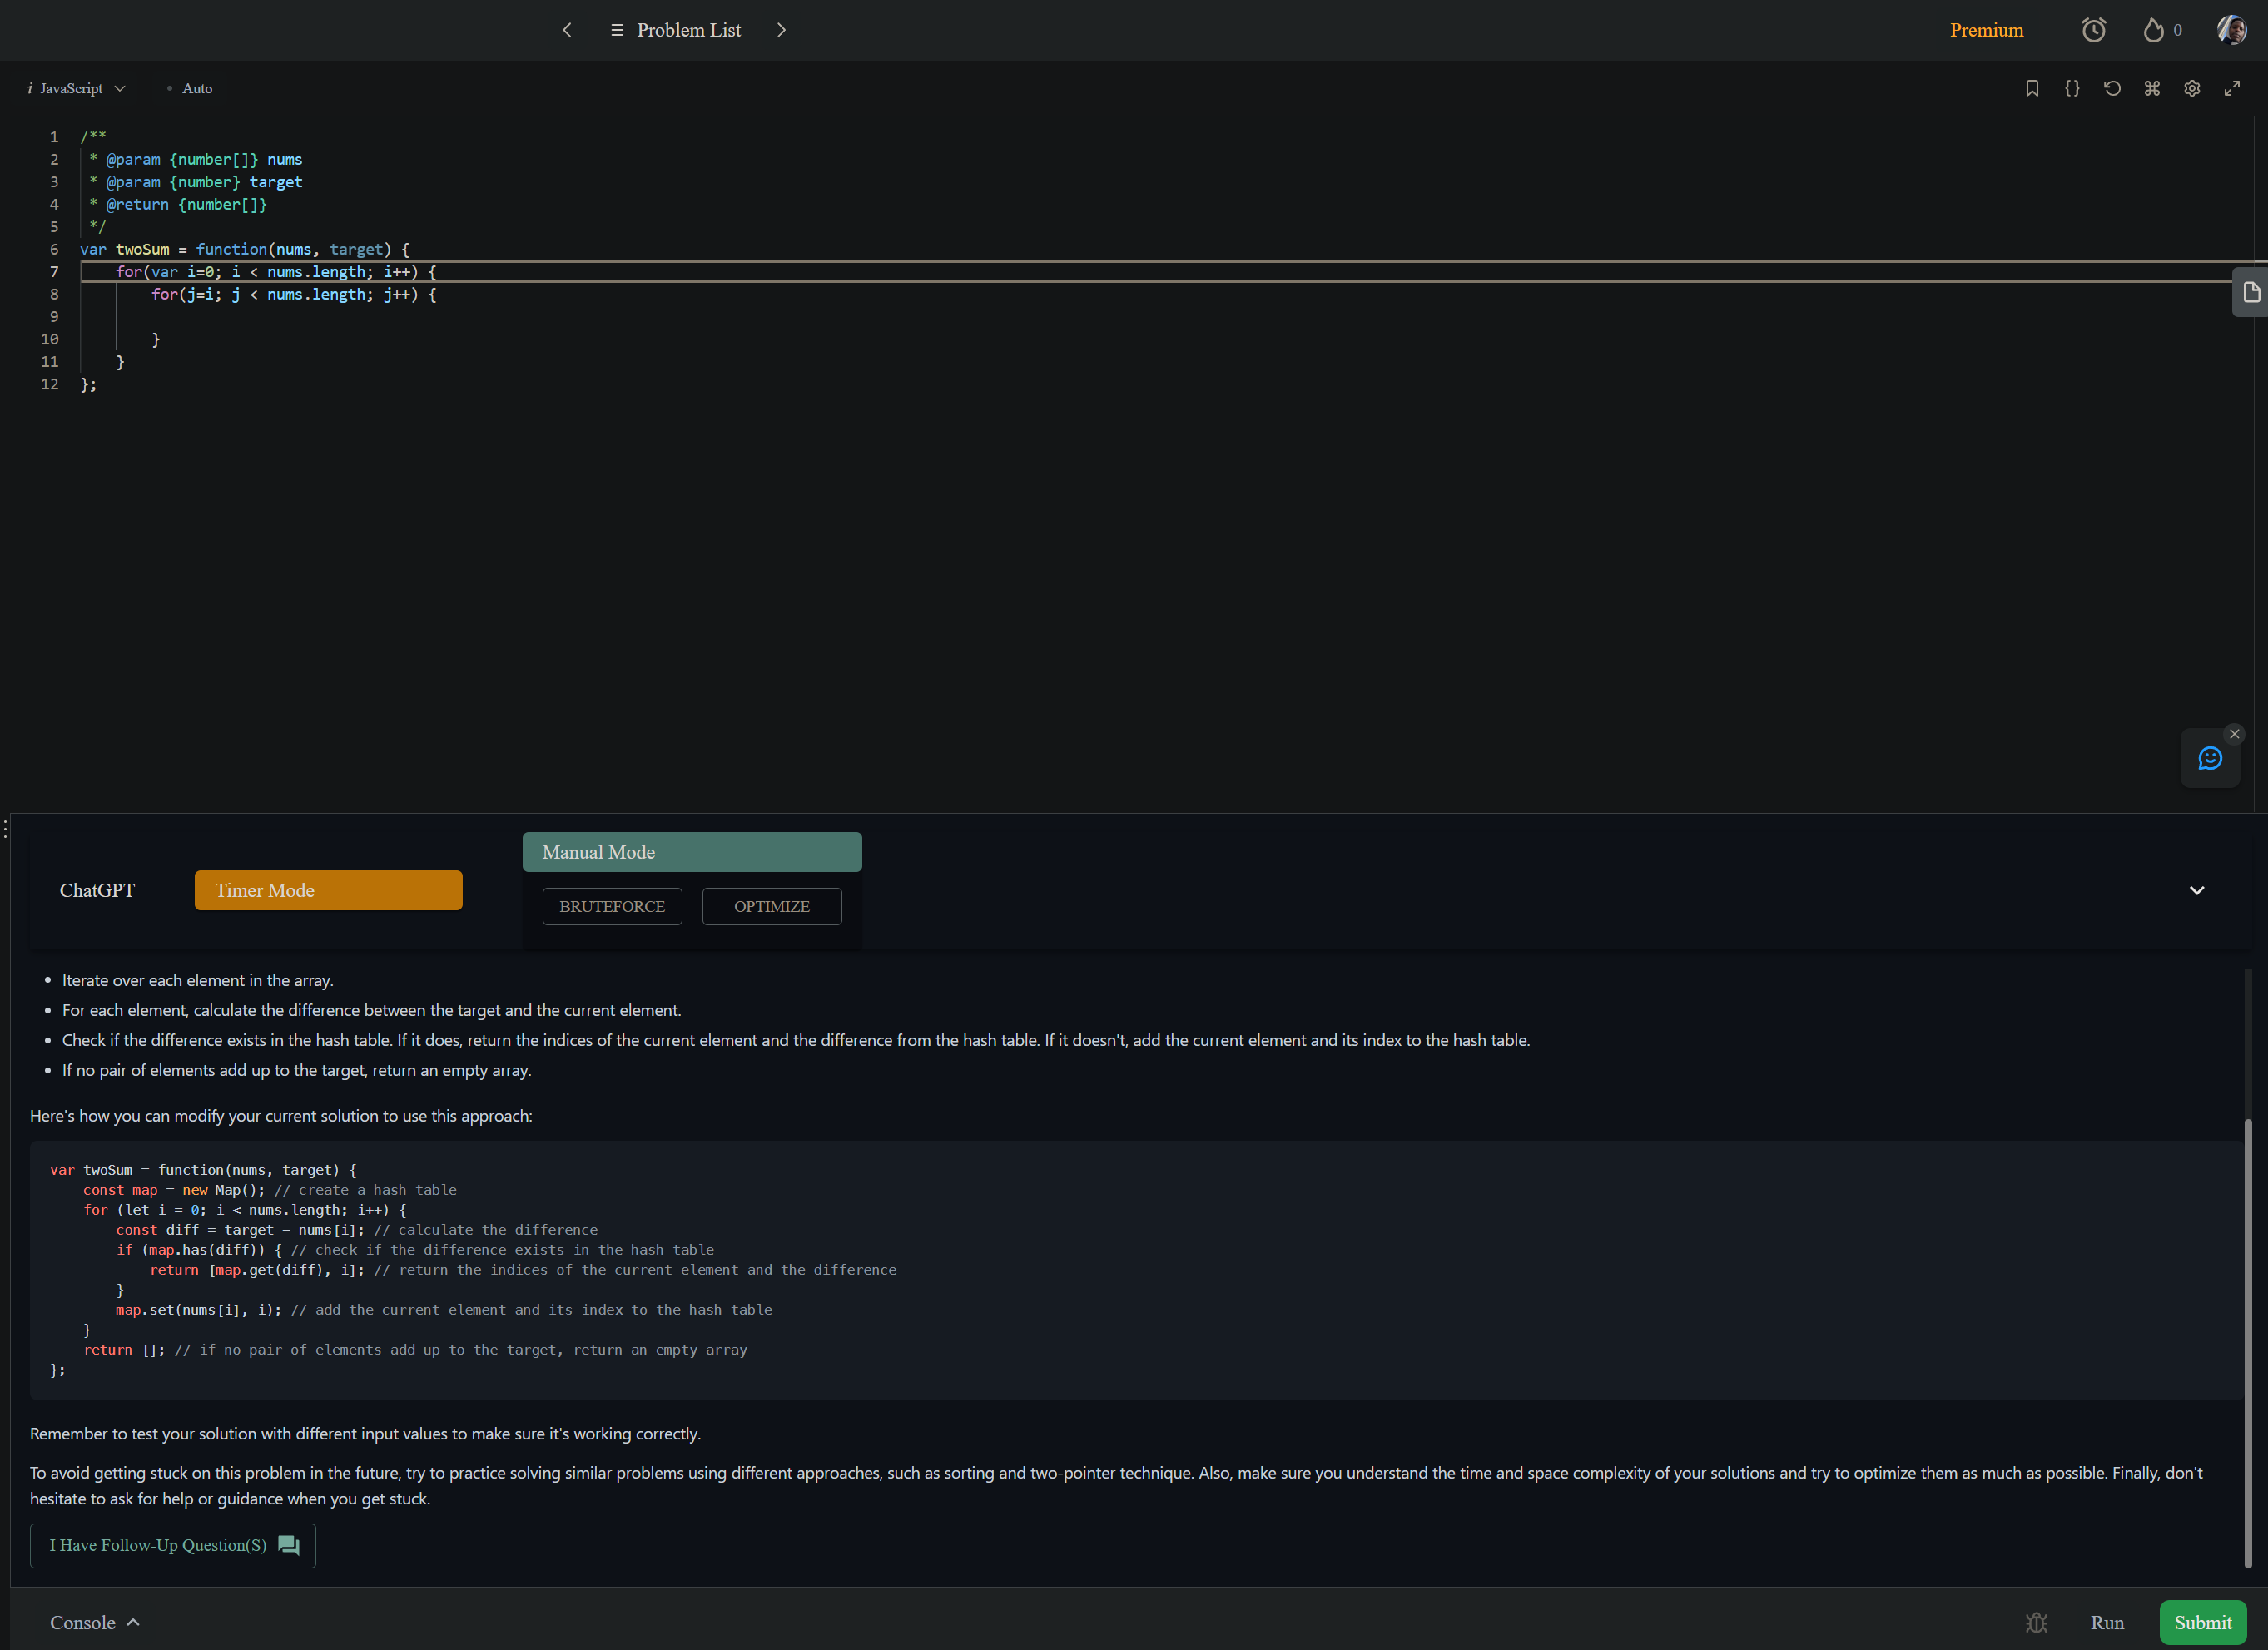 Problem List
Premium
0
i JavaScript
Auto
1 /**
2  * @param {number[]} nums
3  * @param {number} target
4  * @return {number[]}
5  */
6 var twoSum = function(nums, target) {
7     for(var i=0; i < nums.length; i++) {
8         for(j=i; j < nums.length; j++) {
9
10         }
11     }
12 };
ChatGPT
Timer Mode
Manual Mode
BRUTEFORCE
OPTIMIZE
• Iterate over each element in the array.
• For each element, calculate the difference between the target and the current element.
• Check if the difference exists in the hash table. If it does, return the indices of the current element and the difference from the hash table. If it doesn't, add the current element and its index to the hash table.
• If no pair of elements add up to the target, return an empty array.
Here's how you can modify your current solution to use this approach:
var twoSum = function(nums, target) {
    const map = new Map(); // create a hash table
    for (let i = 0; i < nums.length; i++) {
        const diff = target - nums[i]; // calculate the difference
        if (map.has(diff)) { // check if the difference exists in the hash table
            return [map.get(diff), i]; // return the indices of the current element and the difference
        }
        map.set(nums[i], i); // add the current element and its index to the hash table
    }
    return []; // if no pair of elements add up to the target, return an empty array
};
Remember to test your solution with different input values to make sure it's working correctly.
To avoid getting stuck on this problem in the future, try to practice solving similar problems using different approaches, such as sorting and two-pointer technique. Also, make sure you understand the time and space complexity of your solutions and try to optimize them as much as possible. Finally, don't
hesitate to ask for help or guidance when you get stuck.
I Have Follow-Up Question(S)
Console
Run
Submit